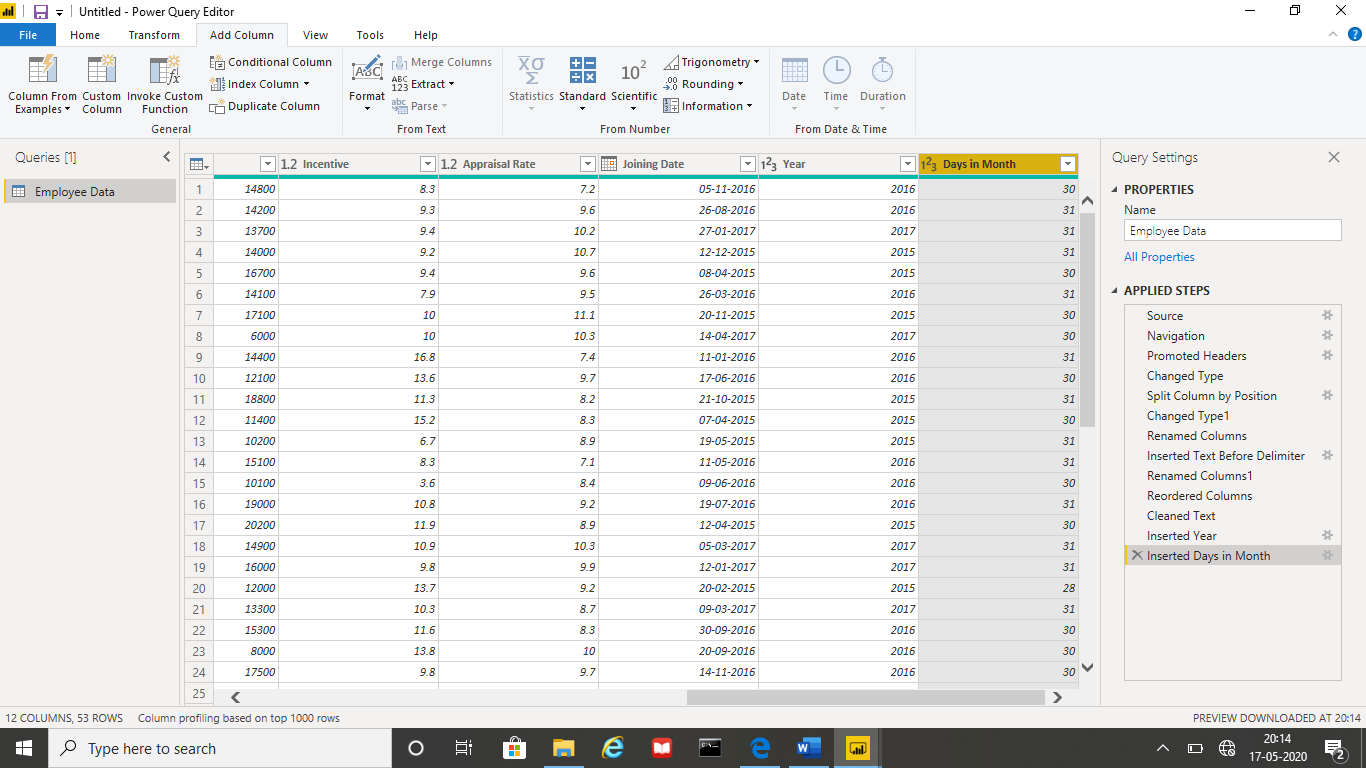 Untitled - Power Query Editor
File Home Transform Add Column View Tools Help
Column From Examples
Custom Column
Invoke Custom Function
Conditional Column
Index Column
Duplicate Column
General
ABC
Format
Merge Columns
ABC 123 Extract
abc Parse
From Text
XΣ σ
Statistics
Standard
10²
Scientific
Trigonometry
.00 Rounding
Information
From Number
Date
Time
Duration
From Date & Time
Queries [1]
Employee Data
1.2 Incentive 1.2 Appraisal Rate Joining Date 1²3 Year 1²3 Days in Month
1 14800 8.3 7.2 05-11-2016 2016 30
2 14200 9.3 9.6 26-08-2016 2016 31
3 13700 9.4 10.2 27-01-2017 2017 31
4 14000 9.2 10.7 12-12-2015 2015 31
5 16700 9.4 9.6 08-04-2015 2015 30
6 14100 7.9 9.5 26-03-2016 2016 31
7 17100 10 11.1 20-11-2015 2015 30
8 6000 10 10.3 14-04-2017 2017 30
9 14400 16.8 7.4 11-01-2016 2016 31
10 12100 13.6 9.7 17-06-2016 2016 30
11 18800 11.3 8.2 21-10-2015 2015 31
12 11400 15.2 8.3 07-04-2015 2015 30
13 10200 6.7 8.9 19-05-2015 2015 31
14 15100 8.3 7.1 11-05-2016 2016 31
15 10100 3.6 8.4 09-06-2016 2016 30
16 19000 10.8 9.2 19-07-2016 2016 31
17 20200 11.9 8.9 12-04-2015 2015 30
18 14900 10.9 10.3 05-03-2017 2017 31
19 16000 9.8 9.9 12-01-2017 2017 31
20 12000 13.7 9.2 20-02-2015 2015 28
21 13300 10.3 8.7 09-03-2017 2017 31
22 15300 11.6 8.3 30-09-2016 2016 30
23 8000 13.8 10 20-09-2016 2016 30
24 17500 9.8 9.7 14-11-2016 2016 30
25
Query Settings
PROPERTIES
Name
Employee Data
All Properties
APPLIED STEPS
Source
Navigation
Promoted Headers
Changed Type
Split Column by Position
Changed Type1
Renamed Columns
Inserted Text Before Delimiter
Renamed Columns1
Reordered Columns
Cleaned Text
Inserted Year
Inserted Days in Month
12 COLUMNS, 53 ROWS Column profiling based on top 1000 rows PREVIEW DOWNLOADED AT 20:14
Type here to search
20:14
17-05-2020
2